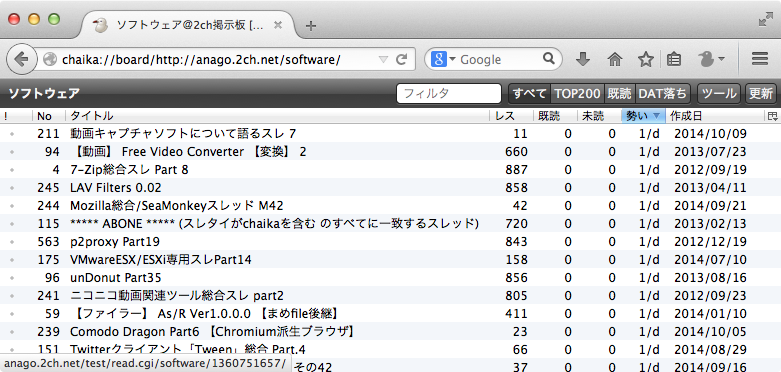 ソフトウェア@2ch掲示板 [...
chaika://board/http://anago.2ch.net/software/
Google
ソフトウェア フィルタ すべて TOP200 既読 DAT落ち ツール 更新
! No タイトル レス 既読 未読 勢い 作成日
211 動画キャプチャソフトについて語るスレ 7 11 0 0 1/d 2014/10/09
94 【動画】 Free Video Converter 【変換】 2 660 0 0 1/d 2013/07/23
4 7-Zip総合スレ Part 8 887 0 0 1/d 2012/09/19
245 LAV Filters 0.02 858 0 0 1/d 2013/04/11
244 Mozilla総合/SeaMonkeyスレッド M42 42 0 0 1/d 2014/09/21
115 ***** ABONE ***** (スレタイがchaikaを含む のすべてに一致するスレッド) 720 0 0 1/d 2013/02/13
563 p2proxy Part19 843 0 0 1/d 2012/12/19
175 VMwareESX/ESXi専用スレPart14 158 0 0 1/d 2014/07/10
96 unDonut Part35 856 0 0 1/d 2013/08/16
241 ニコニコ動画関連ツール総合スレ part2 805 0 0 1/d 2012/09/23
59 【ファイラー】 As/R Ver1.0.0.0 【まめfile後継】 411 0 0 1/d 2014/01/10
239 Comodo Dragon Part6 【Chromium派生ブラウザ】 23 0 0 1/d 2014/10/05
151 Twitterクライアント「Tween」総合 Part.4 66 0 0 1/d 2014/08/29
anago.2ch.net/test/read.cgi/software/1360751657/ その42 37 0 0 1/d 2014/09/16